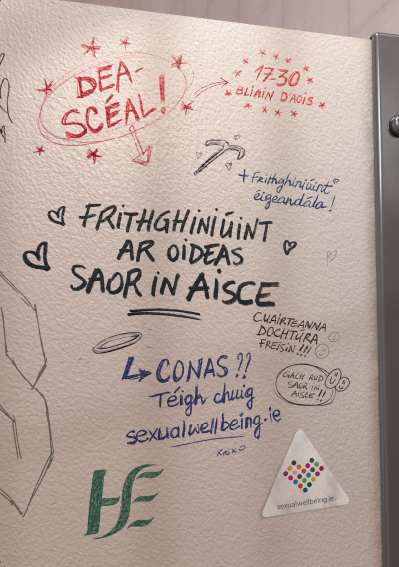 DEA-
SCÉAL!
17-30
BLIAIN D'AOIS
+ Frithghiniúint
éigeandála!
FRITHGHINIÚINT
AR OIDEAS
SAOR IN AISCE
CUAIRTEANNA
DOCHTÚRA
FREISIN!!!
GACH RUD
SAOR IN
AISCE!!
↳ CONAS??
Téigh chuig
sexualwellbeing.ie
xoxo
HSE
sexualwellbeing.ie